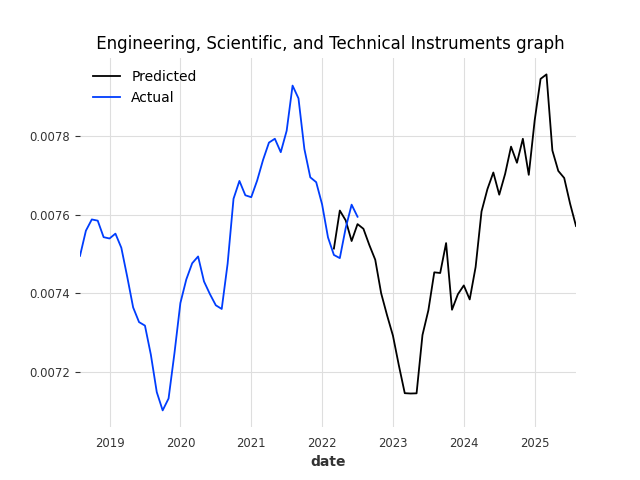 Engineering, Scientific, and Technical Instruments graph
Predicted
Actual
0.0078
0.0076
0.0074
0.0072
2019 2020 2021 2022 2023 2024 2025
date